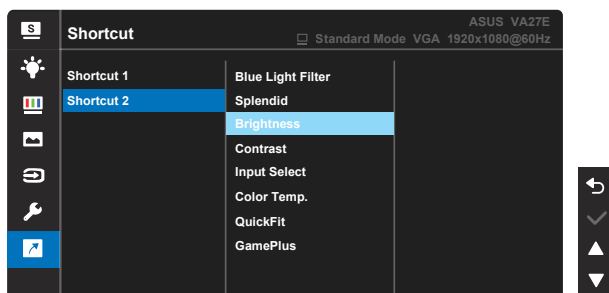 S
Shortcut
ASUS VA27E
Standard Mode VGA 1920x1080@60Hz
Shortcut 1
Shortcut 2
Blue Light Filter
Splendid
Brightness
Contrast
Input Select
Color Temp.
QuickFit
GamePlus